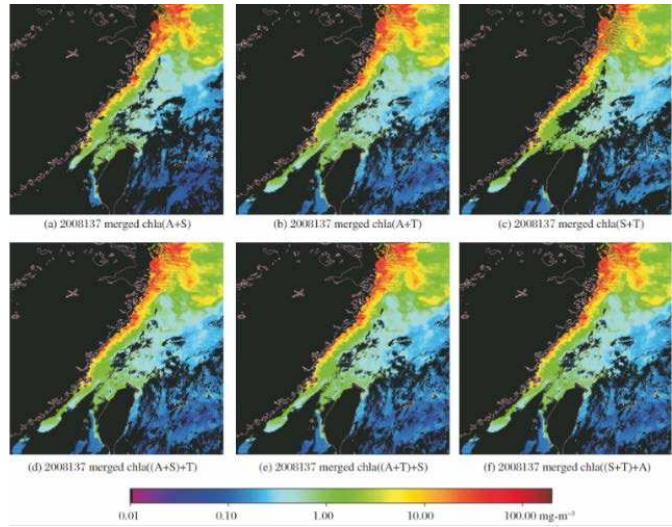 (a) 2008137 merged chla(A+S)
(b) 2008137 merged chla(A+T)
(c) 2008137 merged chla(S+T)
(d) 2008137 merged chla((A+S)+T)
(e) 2008137 merged chla((A+T)+S)
(f) 2008137 merged chla((S+T)+A)
0.01 0.10 1.00 10.00 100.00 mg·m⁻³